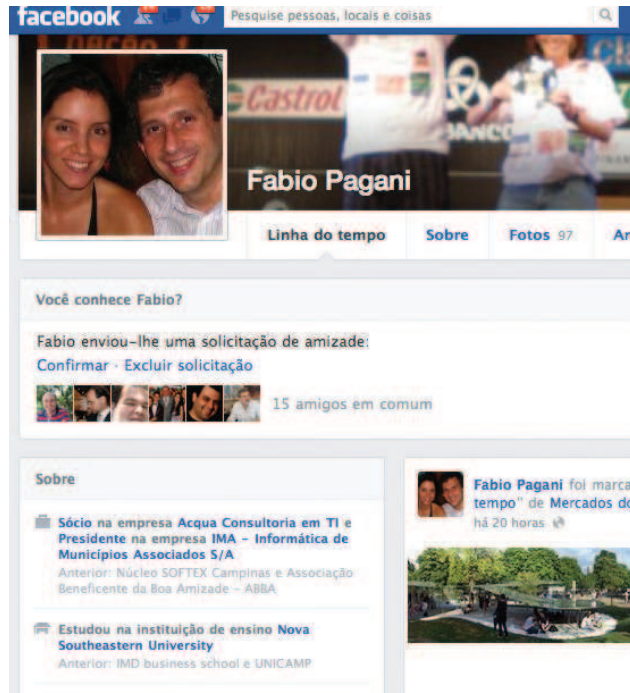 facebook
Pesquise pessoas, locais e coisas
Castrol
BANCO
Fabio Pagani
Linha do tempo Sobre Fotos 97
Você conhece Fabio?
Fabio enviou-lhe uma solicitação de amizade:
Confirmar · Excluir solicitação
15 amigos em comum
Sobre
Sócio na empresa Acqua Consultoria em TI e
Presidente na empresa IMA - Informática de
Municípios Associados S/A
Anterior: Núcleo SOFTEX Campinas e Associação
Beneficente da Boa Amizade - ABBA
Estudou na instituição de ensino Nova
Southeastern University
Anterior: IMD business school e UNICAMP
Fabio Pagani foi marca
tempo" de Mercados do
há 20 horas